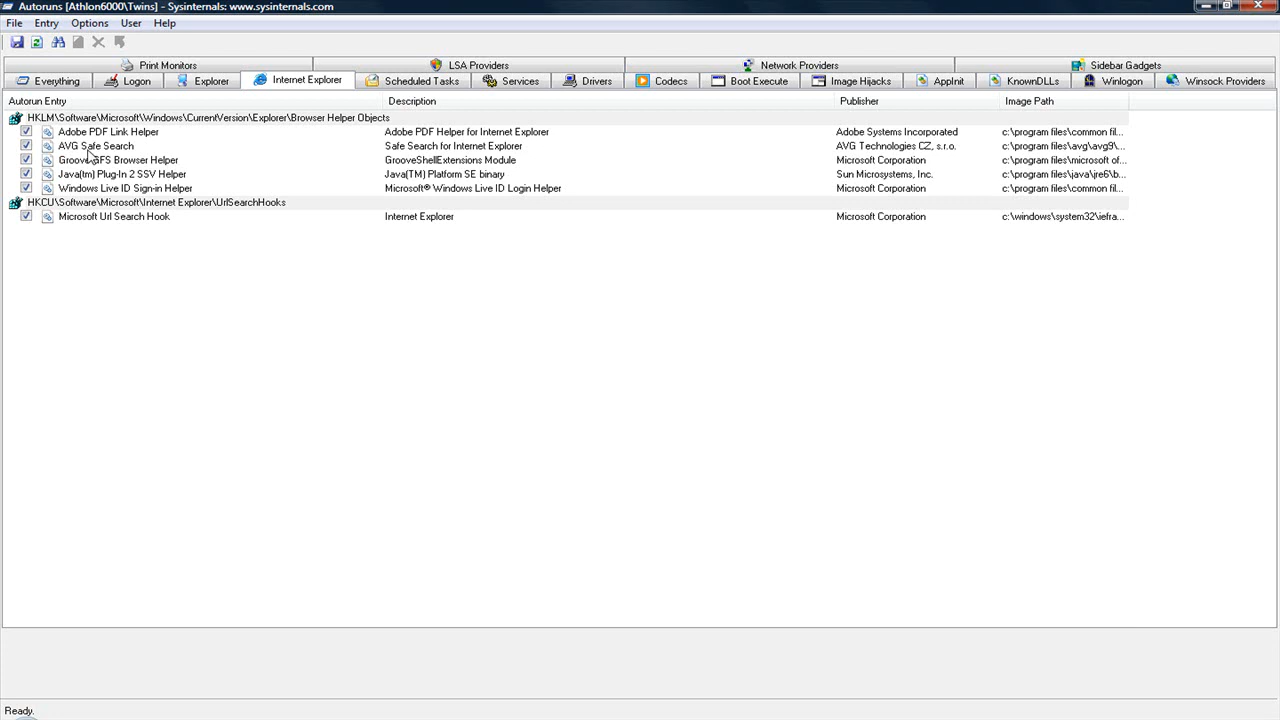 Autoruns [Athlon6000\Twins] - Sysinternals: www.sysinternals.com
File Entry Options User Help
Print Monitors LSA Providers Network Providers Sidebar Gadgets
Everything Logon Explorer Internet Explorer Scheduled Tasks Services Drivers Codecs Boot Execute Image Hijacks AppInit KnownDLLs Winlogon Winsock Providers
Autorun Entry Description Publisher Image Path
HKLM\Software\Microsoft\Windows\CurrentVersion\Explorer\Browser Helper Objects
Adobe PDF Link Helper Adobe PDF Helper for Internet Explorer Adobe Systems Incorporated c:\program files\common fil...
AVG Safe Search Safe Search for Internet Explorer AVG Technologies CZ, s.r.o. c:\program files\avg\avg9\...
Groove GFS Browser Helper GrooveShellExtensions Module Microsoft Corporation c:\program files\microsoft of...
Java(tm) Plug-In 2 SSV Helper Java(TM) Platform SE binary Sun Microsystems, Inc. c:\program files\java\jre6\b...
Windows Live ID Sign-in Helper Microsoft® Windows Live ID Login Helper Microsoft Corporation c:\program files\common fil...
HKCU\Software\Microsoft\Internet Explorer\UrlSearchHooks
Microsoft Url Search Hook Internet Explorer Microsoft Corporation c:\windows\system32\iefra...
Ready.